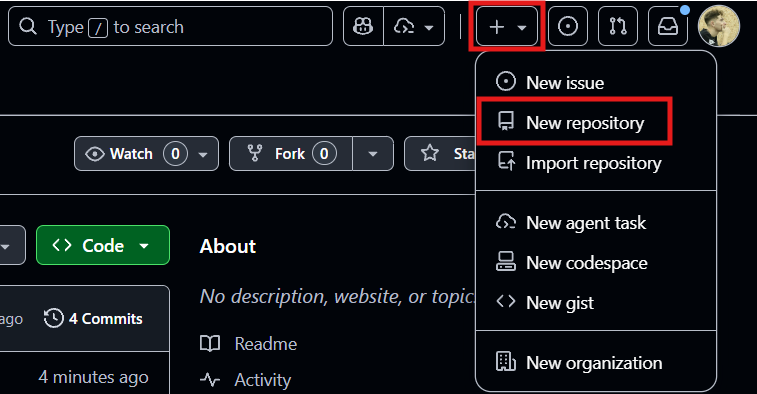 Type / to search
New issue
New repository
Import repository
New agent task
New codespace
New gist
New organization
Watch 0
Fork 0
Sta
Code
About
No description, website, or topic
ago
4 Commits
Readme
4 minutes ago
Activity